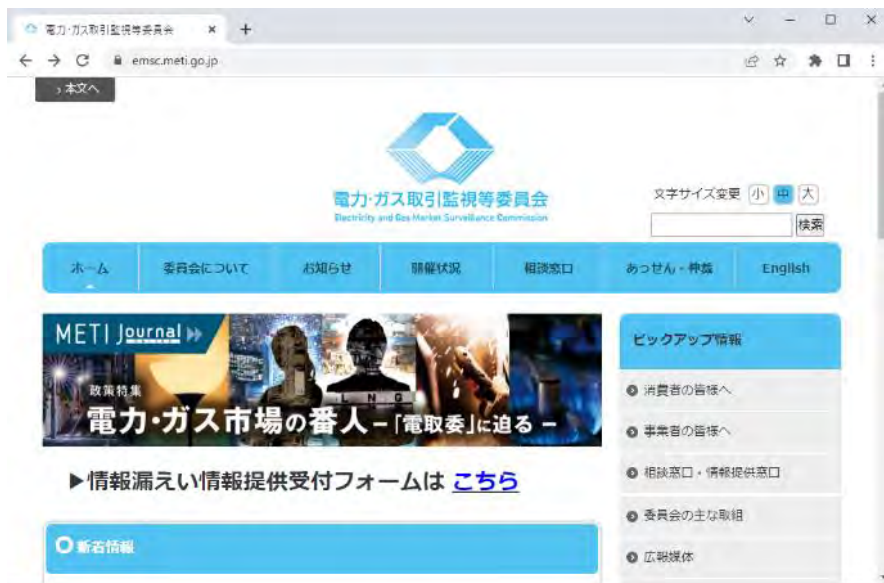 電力・ガス取引監視等委員会
emsc.meti.go.jp
本文へ
電力・ガス取引監視等委員会
Electricity and Gas Market Surveillance Commission
文字サイズ変更 小 中 大
検索
ホーム 委員会について お知らせ 開催状況 相談窓口 あっせん・仲裁 English
METI Journal
政策特集
電力・ガス市場の番人 –「電取委」に迫る –
LNG
▶情報漏えい情報提供受付フォームは こちら
新着情報
ピックアップ情報
消費者の皆様へ
事業者の皆様へ
相談窓口・情報提供窓口
委員会の主な取組
広報媒体